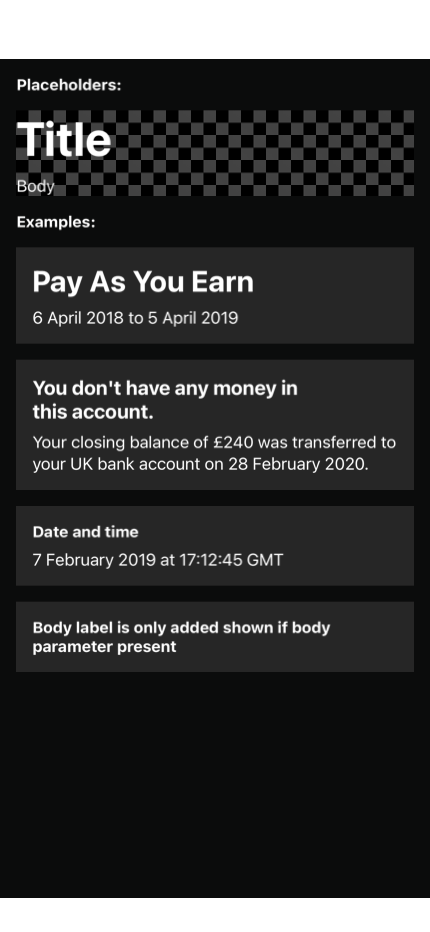 Placeholders:
Title
Body
Examples:
Pay As You Earn
6 April 2018 to 5 April 2019
You don't have any money in
this account.
Your closing balance of £240 was transferred to
your UK bank account on 28 February 2020.
Date and time
7 February 2019 at 17:12:45 GMT
Body label is only added shown if body
parameter present